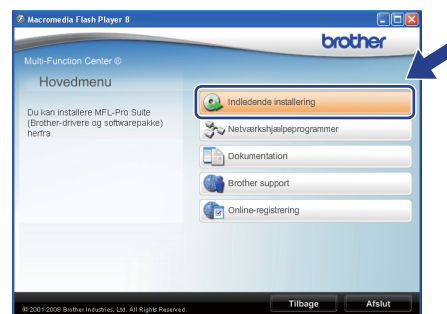 Macromedia Flash Player 8
brother
Multi-Function Center ®
Hovedmenu
Du kan installere MFL-Pro Suite
(Brother-drivere og softwarepakke)
herfra.
Indledende installering
Netværkshjælpeprogrammer
Dokumentation
Brother support
Online-registrering
© 2001-2008 Brother Industries, Ltd. All Rights Reserved.
Tilbage
Afslut